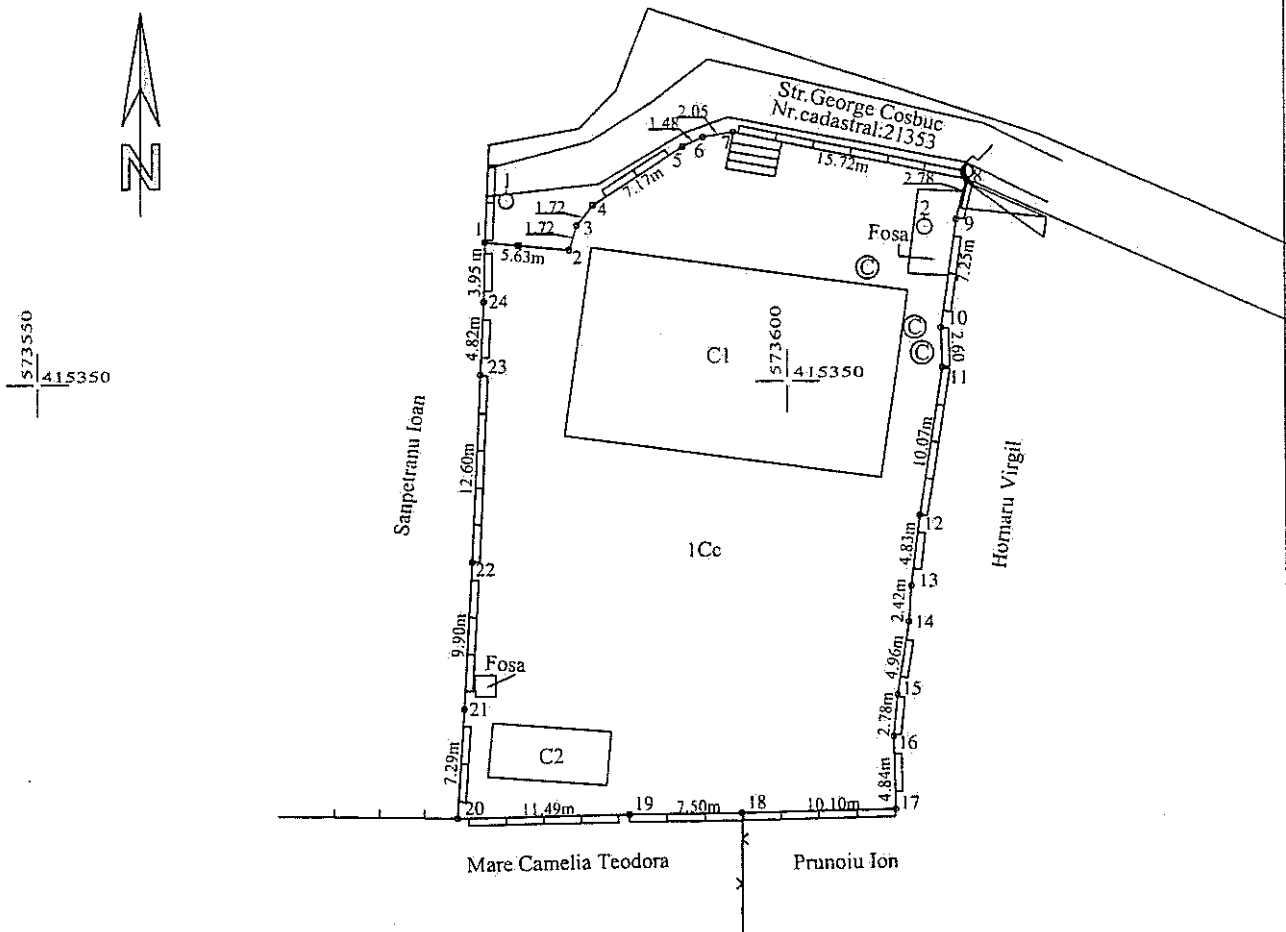 N
Str.George Cosbuc
Nr.cadastral:21353
2.05
1.48
5
6
7
15.72m
8
2.78
7.17m
1
1.72
4
1.72
3
1
5.63m
2
2
9
Fosa
7.25m
C
3.95 m
24
10
C
2.60
4.82m
C1
573600
415350
C
11
573550
415350
23
10.07m
Sanpetranu Ioan
12.60m
Homaru Virgil
12
1Cc
4.83m
22
13
2.42m
14
9.90m
4.96m
Fosa
15
21
2.78m
16
C2
7.29m
4.84m
20
11.49m
19
7.50m
18
10.10m
17
Mare Camelia Teodora
Prunoiu Ion